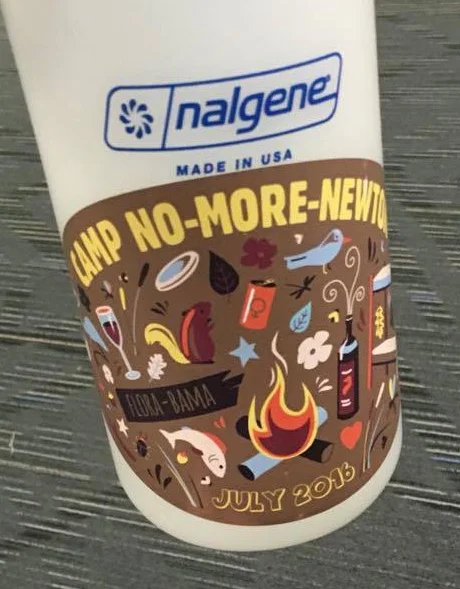 nalgene®
MADE IN USA
CAMP NO-MORE-NEWTO
FLORA-BAMA
JULY 2016